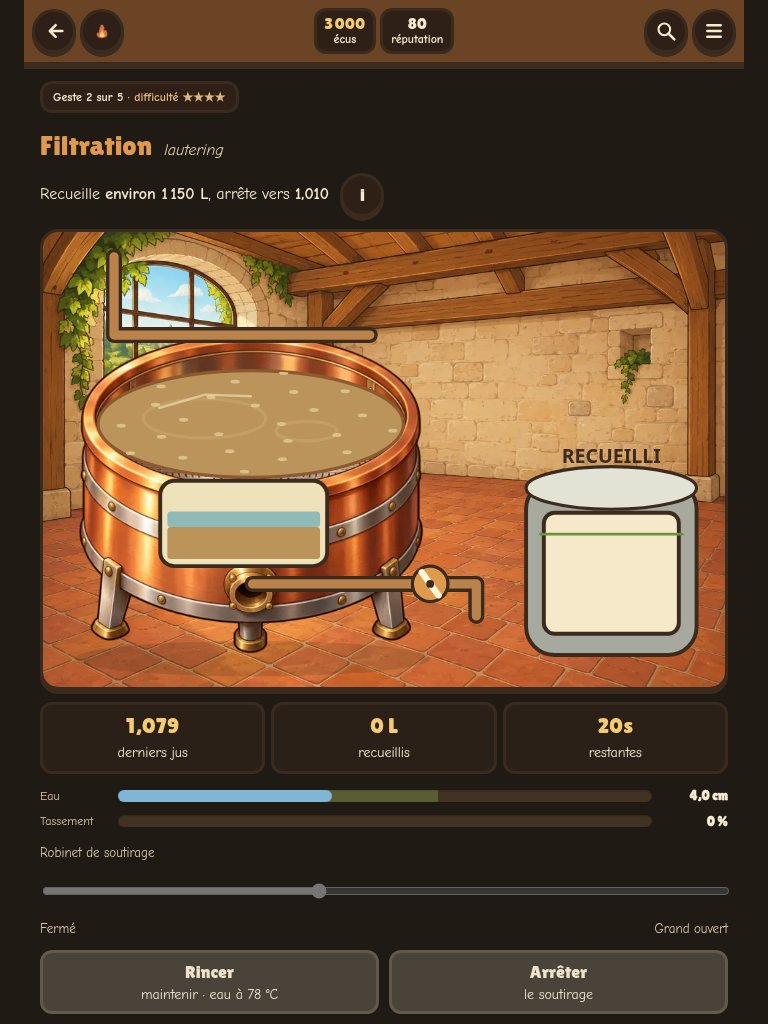 3 000
écus
80
réputation
Geste 2 sur 5 · difficulté ★★★★
Filtration lautering
Recueille environ 1 150 L, arrête vers 1,010
i
RECUEILLI
1,079
derniers jus
0 L
recueillis
20s
restantes
Eau
4,0 cm
Tassement
0 %
Robinet de soutirage
Fermé
Grand ouvert
Rincer
maintenir · eau à 78 °C
Arrêter
le soutirage